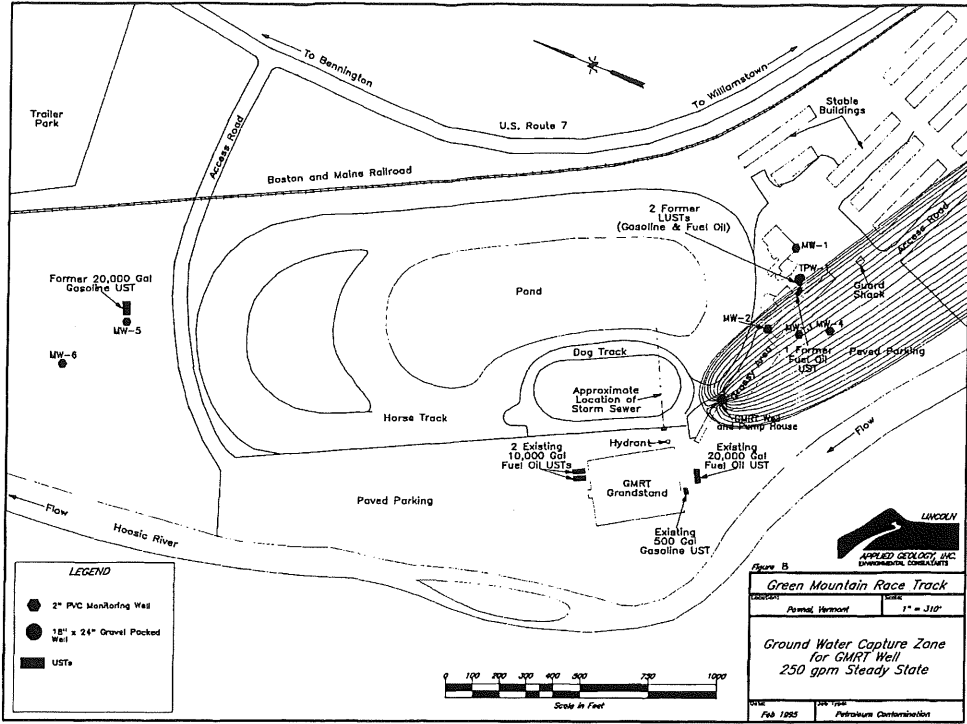 To Bennington
To Williamstown
U.S. Route 7
Trailer
Park
Access Road
Boston and Maine Railroad
Stable
Buildings
2 Former
LUSTs
(Gasoline & Fuel Oil)
MW-1
TPW-1
Access Road
Guard
Shack
Former 20,000 Gal
Gasoline UST
MW-5
MW-6
Pond
MW-2
MW-4
1 Former
Fuel Oil
UST
Paved Parking
Dog Track
Approximate
Location of
Storm Sewer
Horse Track
GMRT Well
and Pump House
Flow
Hydrant
2 Existing
10,000 Gal
Fuel Oil USTs
Existing
20,000 Gal
Fuel Oil UST
GMRT
Grandstand
Paved Parking
Existing
500 Gal
Gasoline UST
Flow
Hoosic River
LEGEND
2" PVC Monitoring Well
18" x 24" Gravel Packed
Well
USTs
0 100 200 300 400 500 750 1000
Scale in Feet
LINCOLN
APPLIED GEOLOGY, INC.
ENVIRONMENTAL CONSULTANTS
Figure B
Green Mountain Race Track
Location:
Pownal, Vermont
Scale:
1" = 310'
Ground Water Capture Zone
for GMRT Well
250 gpm Steady State
Date:
Feb 1995
Job Type:
Petroleum Contamination